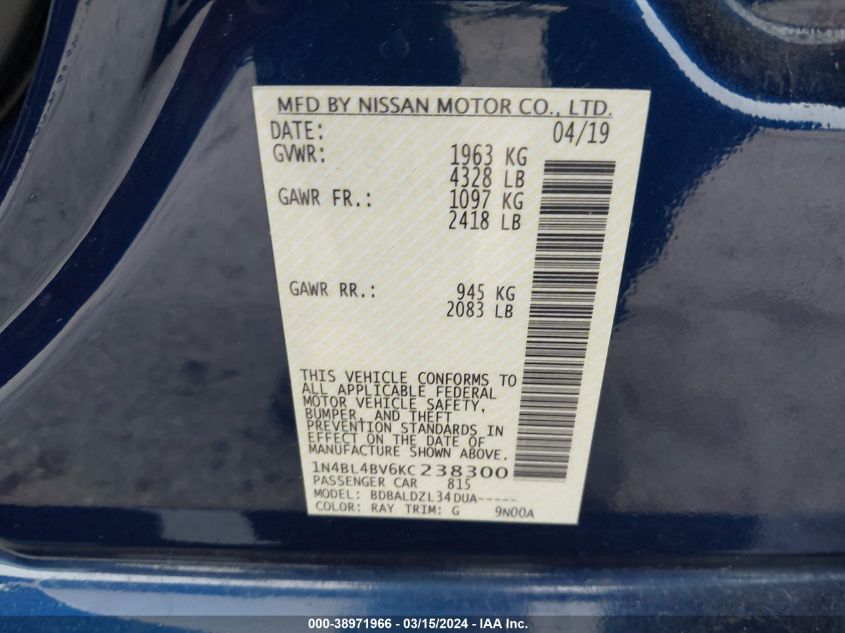 MFD BY NISSAN MOTOR CO., LTD.
DATE: 04/19
GVWR: 1963 KG
4328 LB
GAWR FR.: 1097 KG
2418 LB
GAWR RR.: 945 KG
2083 LB
THIS VEHICLE CONFORMS TO
ALL APPLICABLE FEDERAL
MOTOR VEHICLE SAFETY,
BUMPER, AND THEFT
PREVENTION STANDARDS IN
EFFECT ON THE DATE OF
MANUFACTURE SHOWN ABOVE.
1N4BL4BV6KC238300
PASSENGER CAR 815
MODEL: BDBALDZL34DUA-----
COLOR: RAY TRIM: G 9N00A
000-38971966 - 03/15/2024 - IAA Inc.